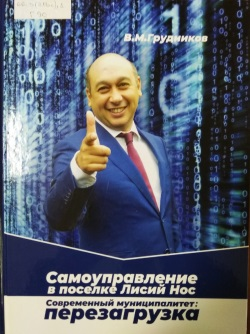 В.М.Грудников
Самоуправление
в поселке Лисий Нос
Современный муниципалитет:
перезагрузка